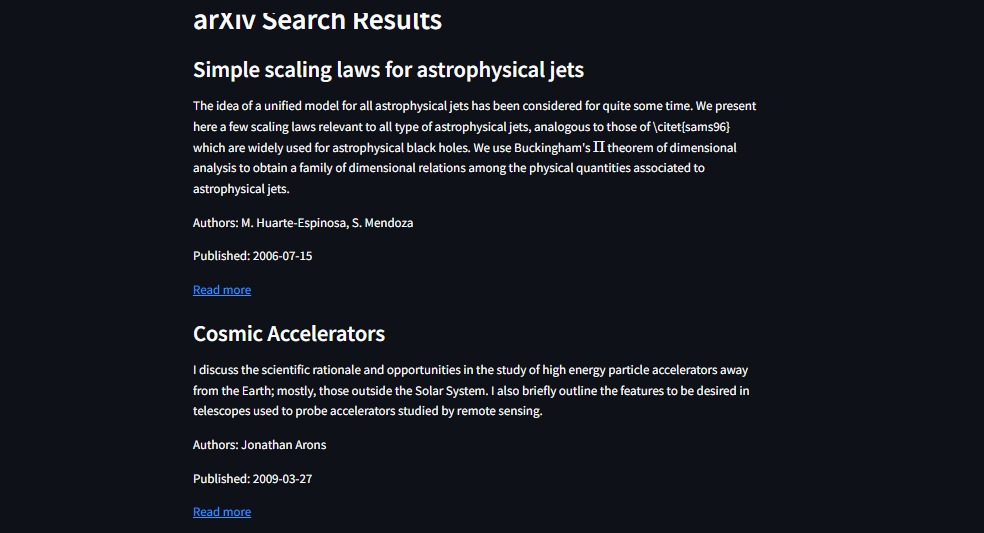 arXiv Search Results
Simple scaling laws for astrophysical jets
The idea of a unified model for all astrophysical jets has been considered for quite some time. We present
here a few scaling laws relevant to all type of astrophysical jets, analogous to those of \citet{sams96}
which are widely used for astrophysical black holes. We use Buckingham's Π theorem of dimensional
analysis to obtain a family of dimensional relations among the physical quantities associated to
astrophysical jets.
Authors: M. Huarte-Espinosa, S. Mendoza
Published: 2006-07-15
Read more
Cosmic Accelerators
I discuss the scientific rationale and opportunities in the study of high energy particle accelerators away
from the Earth; mostly, those outside the Solar System. I also briefly outline the features to be desired in
telescopes used to probe accelerators studied by remote sensing.
Authors: Jonathan Arons
Published: 2009-03-27
Read more